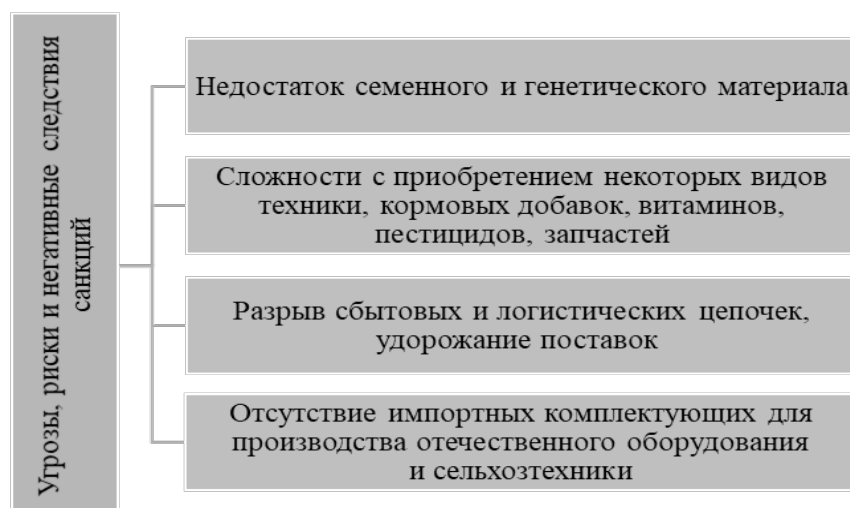 Угрозы, риски и негативные следствия
санкций
Недостаток семенного и генетического материала
Сложности с приобретением некоторых видов
техники, кормовых добавок, витаминов,
пестицидов, запчастей
Разрыв сбытовых и логистических цепочек,
удорожание поставок
Отсутствие импортных комплектующих для
производства отечественного оборудования
и сельхозтехники